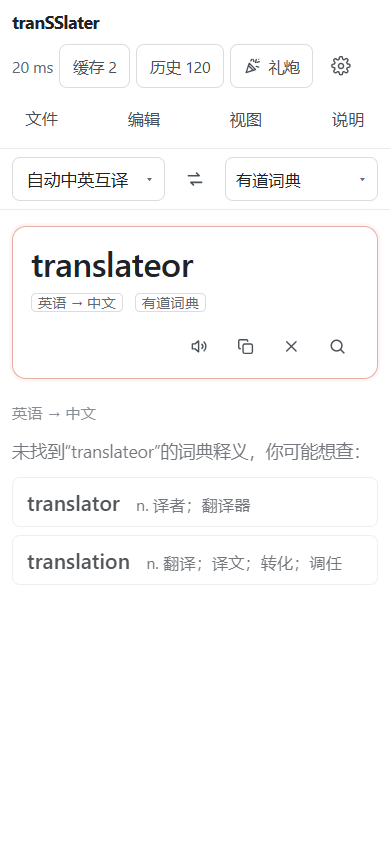 tranSSlater
20 ms 缓存 2 历史 120 礼炮
文件 编辑 视图 说明
自动中英互译 有道词典
translateor
英语 → 中文 有道词典
英语 → 中文
未找到“translateor”的词典释义，你可能想查：
translator n. 译者；翻译器
translation n. 翻译；译文；转化；调任